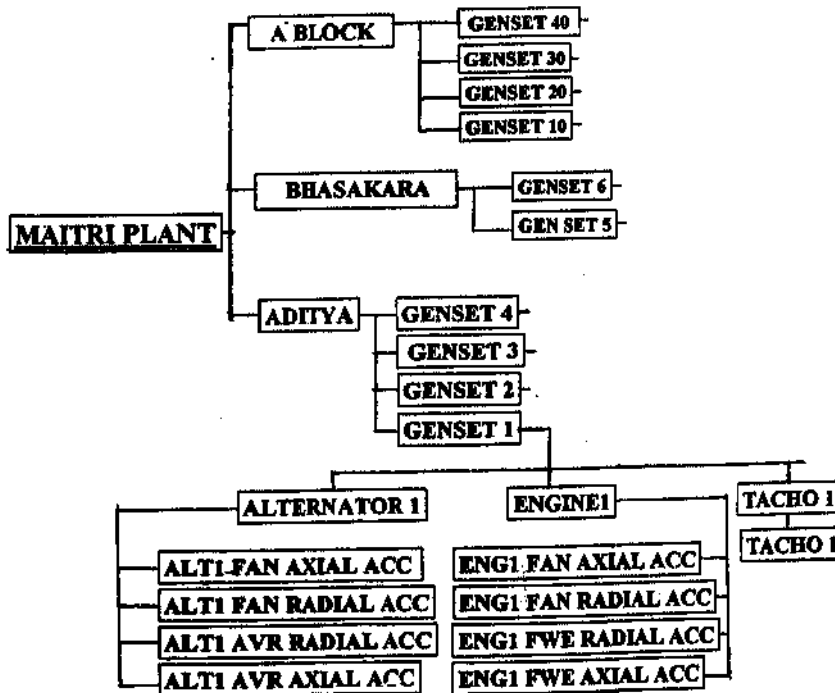 A BLOCK
GENSET 40
GENSET 30
GENSET 20
GENSET 10
BHASAKARA
GENSET 6
GEN SET 5
MAITRI PLANT
ADITYA
GENSET 4
GENSET 3
GENSET 2
GENSET 1
ALTERNATOR 1
ENGINE1
TACHO 1
TACHO 1
ALT1-FAN AXIAL ACC
ALT1 FAN RADIAL ACC
ALT1 AVR RADIAL ACC
ALT1 AVR AXIAL ACC
ENG1 FAN AXIAL ACC
ENG1 FAN RADIAL ACC
ENG1 FWE RADIAL ACC
ENG1 FWE AXIAL ACC